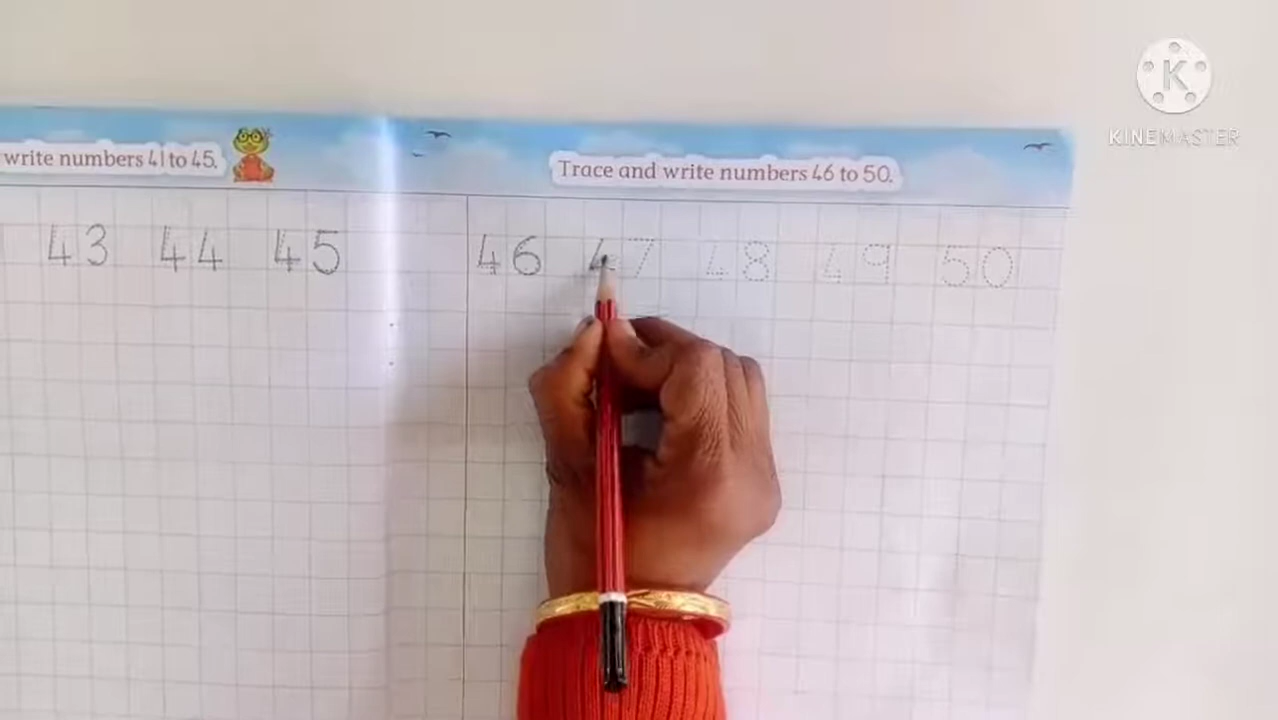 write numbers 41 to 45.
43 44 45
Trace and write numbers 46 to 50.
46 47 48 49 50
K
KINEMASTER